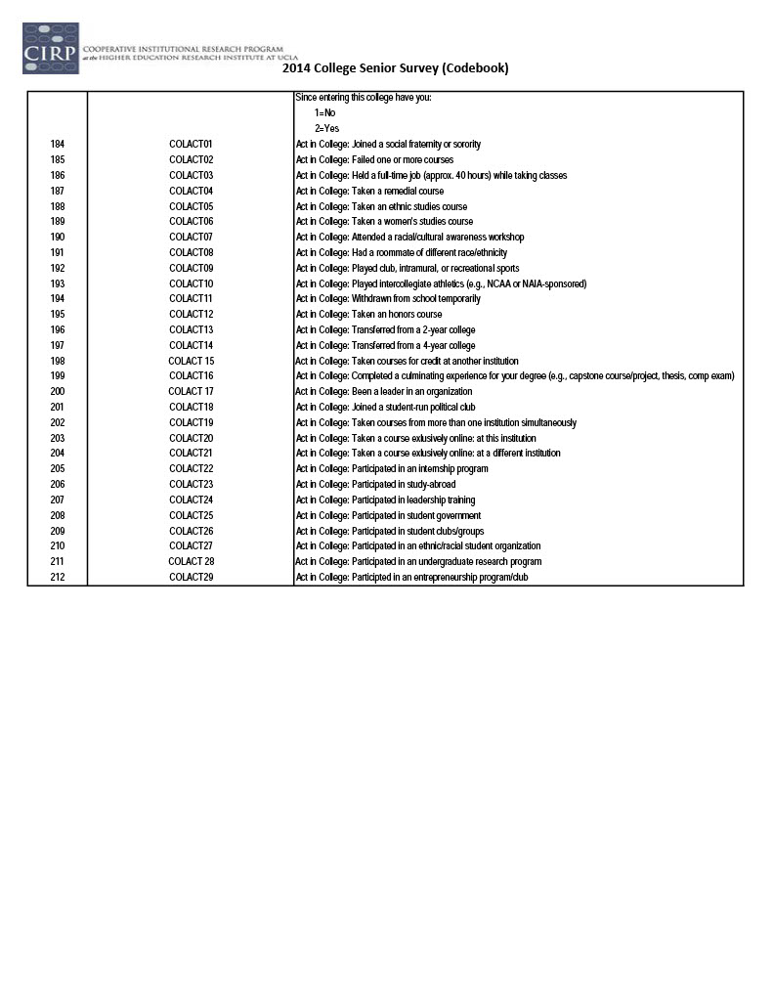 CIRP
COOPERATIVE INSTITUTIONAL RESEARCH PROGRAM
at the HIGHER EDUCATION RESEARCH INSTITUTE AT UCLA
2014 College Senior Survey (Codebook)
Since entering this college have you:
1=No
2=Yes
184 COLACT01 Act in College: Joined a social fraternity or sorority
185 COLACT02 Act in College: Failed one or more courses
186 COLACT03 Act in College: Held a full-time job (approx. 40 hours) while taking classes
187 COLACT04 Act in College: Taken a remedial course
188 COLACT05 Act in College: Taken an ethnic studies course
189 COLACT06 Act in College: Taken a women's studies course
190 COLACT07 Act in College: Attended a racial/cultural awareness workshop
191 COLACT08 Act in College: Had a roommate of different race/ethnicity
192 COLACT09 Act in College: Played club, intramural, or recreational sports
193 COLACT10 Act in College: Played intercollegiate athletics (e.g., NCAA or NAIA-sponsored)
194 COLACT11 Act in College: Withdrawn from school temporarily
195 COLACT12 Act in College: Taken an honors course
196 COLACT13 Act in College: Transferred from a 2-year college
197 COLACT14 Act in College: Transferred from a 4-year college
198 COLACT 15 Act in College: Taken courses for credit at another institution
199 COLACT16 Act in College: Completed a culminating experience for your degree (e.g., capstone course/project, thesis, comp exam)
200 COLACT 17 Act in College: Been a leader in an organization
201 COLACT18 Act in College: Joined a student-run political club
202 COLACT19 Act in College: Taken courses from more than one institution simultaneously
203 COLACT20 Act in College: Taken a course exlusively online: at this institution
204 COLACT21 Act in College: Taken a course exlusively online: at a different institution
205 COLACT22 Act in College: Participated in an internship program
206 COLACT23 Act in College: Participated in study-abroad
207 COLACT24 Act in College: Participated in leadership training
208 COLACT25 Act in College: Participated in student government
209 COLACT26 Act in College: Participated in student clubs/groups
210 COLACT27 Act in College: Participated in an ethnic/racial student organization
211 COLACT 28 Act in College: Participated in an undergraduate research program
212 COLACT29 Act in College: Particpted in an entrepreneurship program/club